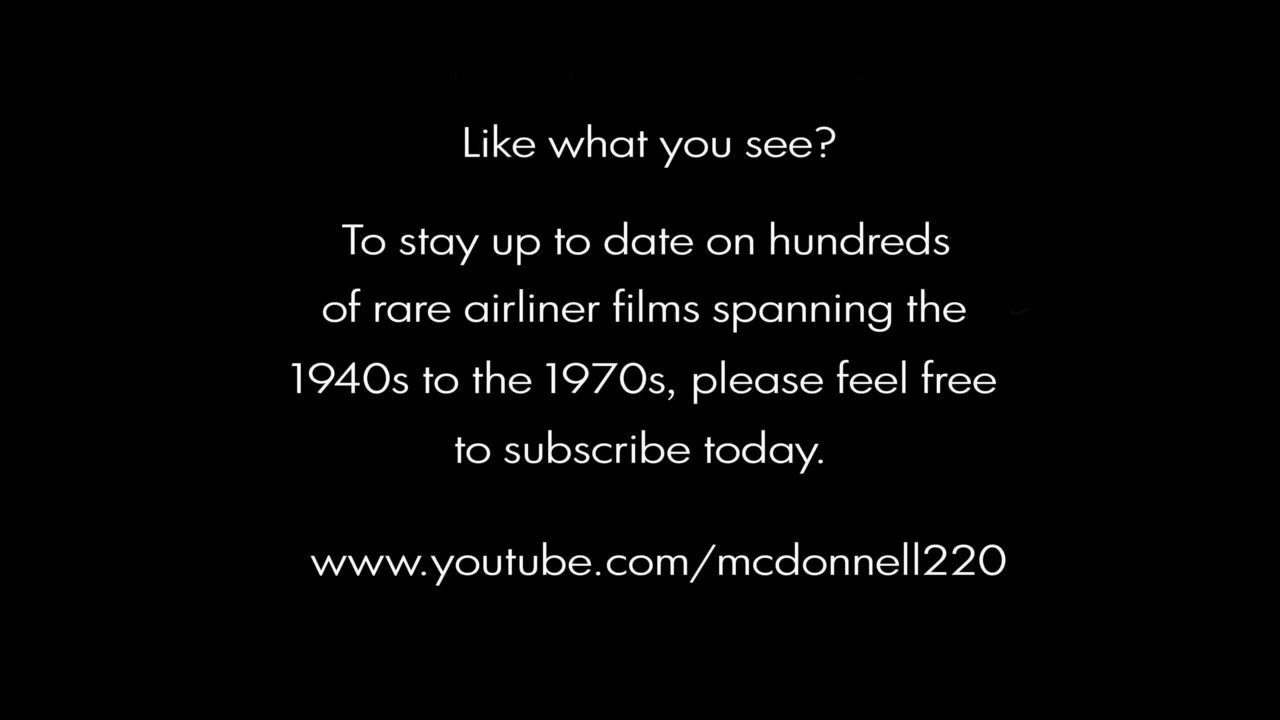 Like what you see?
To stay up to date on hundreds
of rare airliner films spanning the
1940s to the 1970s, please feel free
to subscribe today.
www.youtube.com/mcdonnell220